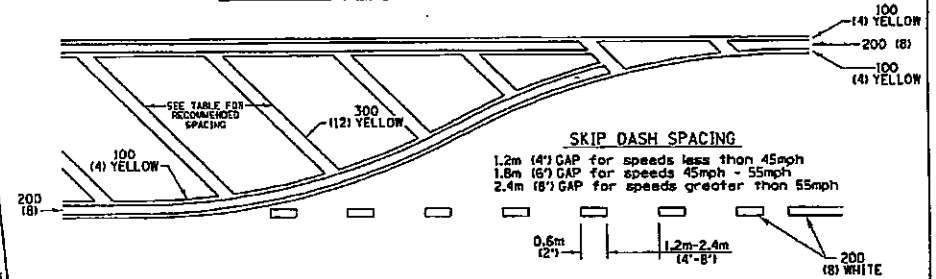 100
(4) YELLOW
200 (8)
100
(4) YELLOW
SEE TABLE FOR
RECOMMENDED
SPACING
300
(12) YELLOW
100
(4) YELLOW
200
(8)
SKIP DASH SPACING
1.2m (4') GAP for speeds less than 45mph
1.8m (6') GAP for speeds 45mph - 55mph
2.4m (8') GAP for speeds greater than 55mph
0.6m
(2')
1.2m-2.4m
(4'-8')
200
(8) WHITE